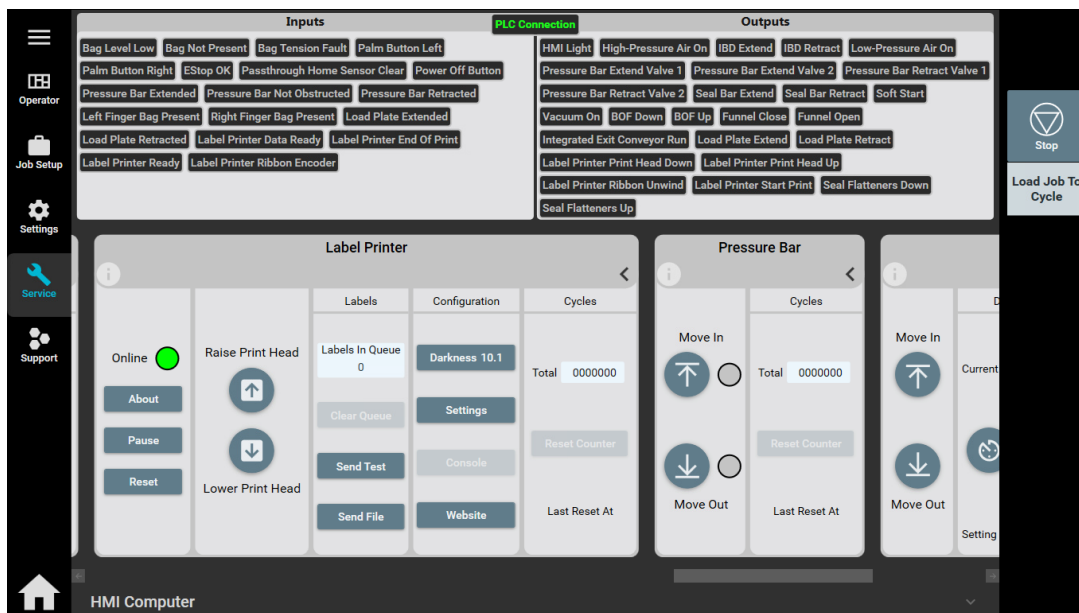 Inputs
PLC Connection
Outputs
Bag Level Low Bag Not Present Bag Tension Fault Palm Button Left
Palm Button Right EStop OK Passthrough Home Sensor Clear Power Off Button
Pressure Bar Extended Pressure Bar Not Obstructed Pressure Bar Retracted
Left Finger Bag Present Right Finger Bag Present Load Plate Extended
Load Plate Retracted Label Printer Data Ready Label Printer End Of Print
Label Printer Ready Label Printer Ribbon Encoder
HMI Light High-Pressure Air On IBD Extend IBD Retract Low-Pressure Air On
Pressure Bar Extend Valve 1 Pressure Bar Extend Valve 2 Pressure Bar Retract Valve 1
Pressure Bar Retract Valve 2 Seal Bar Extend Seal Bar Retract Soft Start
Vacuum On BOF Down BOF Up Funnel Close Funnel Open
Integrated Exit Conveyor Run Load Plate Extend Load Plate Retract
Label Printer Print Head Down Label Printer Print Head Up
Label Printer Ribbon Unwind Label Printer Start Print Seal Flatteners Down
Seal Flatteners Up
Operator
Job Setup
Settings
Service
Support
Stop
Load Job To
Cycle
Label Printer
Online
About
Pause
Reset
Raise Print Head
Lower Print Head
Labels
Labels In Queue
0
Clear Queue
Send Test
Send File
Configuration
Darkness 10.1
Settings
Console
Website
Cycles
Total 0000000
Reset Counter
Last Reset At
Pressure Bar
Move In
Move Out
Cycles
Total 0000000
Reset Counter
Last Reset At
Move In
Move Out
D
Current
Setting
HMI Computer